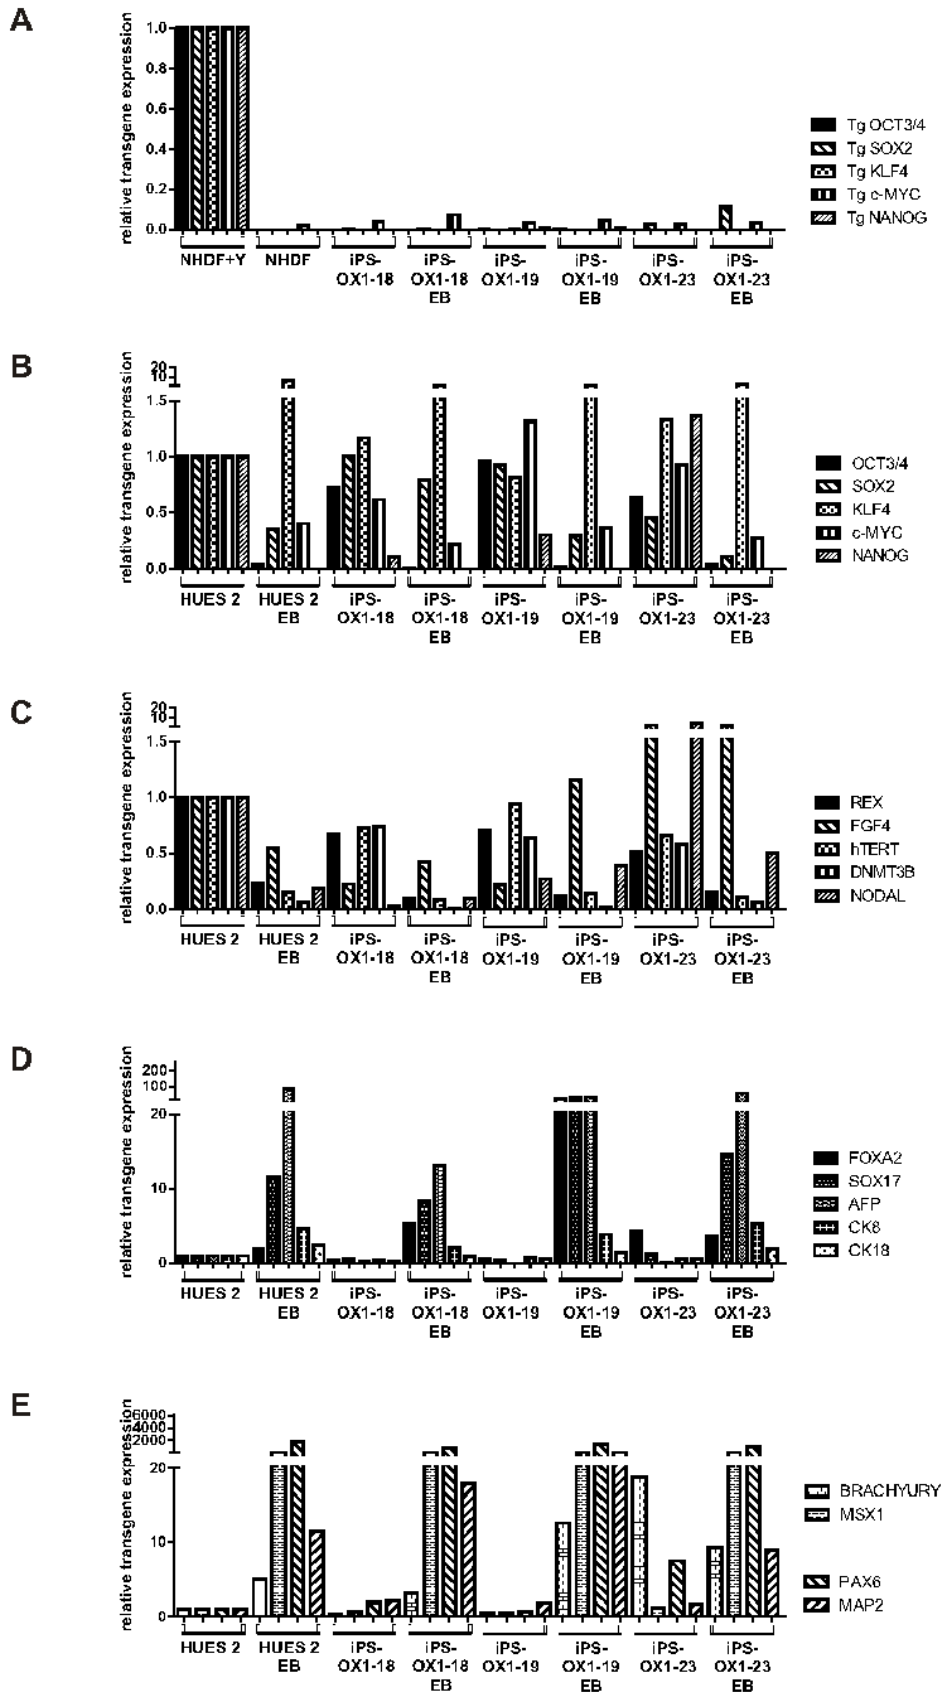 A
relative transgene expression
1.0
0.8
0.6
0.4
0.2
0.0
NHDF+Y
NHDF
iPS-
OX1-18
iPS-
OX1-18
EB
iPS-
OX1-19
iPS-
OX1-19
EB
iPS-
OX1-23
iPS-
OX1-23
EB
Tg OCT3/4
Tg SOX2
Tg KLF4
Tg c-MYC
Tg NANOG
B
relative transgene expression
20
10
1.5
1.0
0.5
0.0
HUES 2
HUES 2
EB
iPS-
OX1-18
iPS-
OX1-18
EB
iPS-
OX1-19
iPS-
OX1-19
EB
iPS-
OX1-23
iPS-
OX1-23
EB
OCT3/4
SOX2
KLF4
c-MYC
NANOG
C
relative transgene expression
20
10
1.5
1.0
0.5
0.0
HUES 2
HUES 2
EB
iPS-
OX1-18
iPS-
OX1-18
EB
iPS-
OX1-19
iPS-
OX1-19
EB
iPS-
OX1-23
iPS-
OX1-23
EB
REX
FGF4
hTERT
DNMT3B
NODAL
D
relative transgene expression
200
100
20
10
0
HUES 2
HUES 2
EB
iPS-
OX1-18
iPS-
OX1-18
EB
iPS-
OX1-19
iPS-
OX1-19
EB
iPS-
OX1-23
iPS-
OX1-23
EB
FOXA2
SOX17
AFP
CK8
CK18
E
relative transgene expression
6000
4000
2000
20
10
0
HUES 2
HUES 2
EB
iPS-
OX1-18
iPS-
OX1-18
EB
iPS-
OX1-19
iPS-
OX1-19
EB
iPS-
OX1-23
iPS-
OX1-23
EB
BRACHYURY
MSX1
PAX6
MAP2